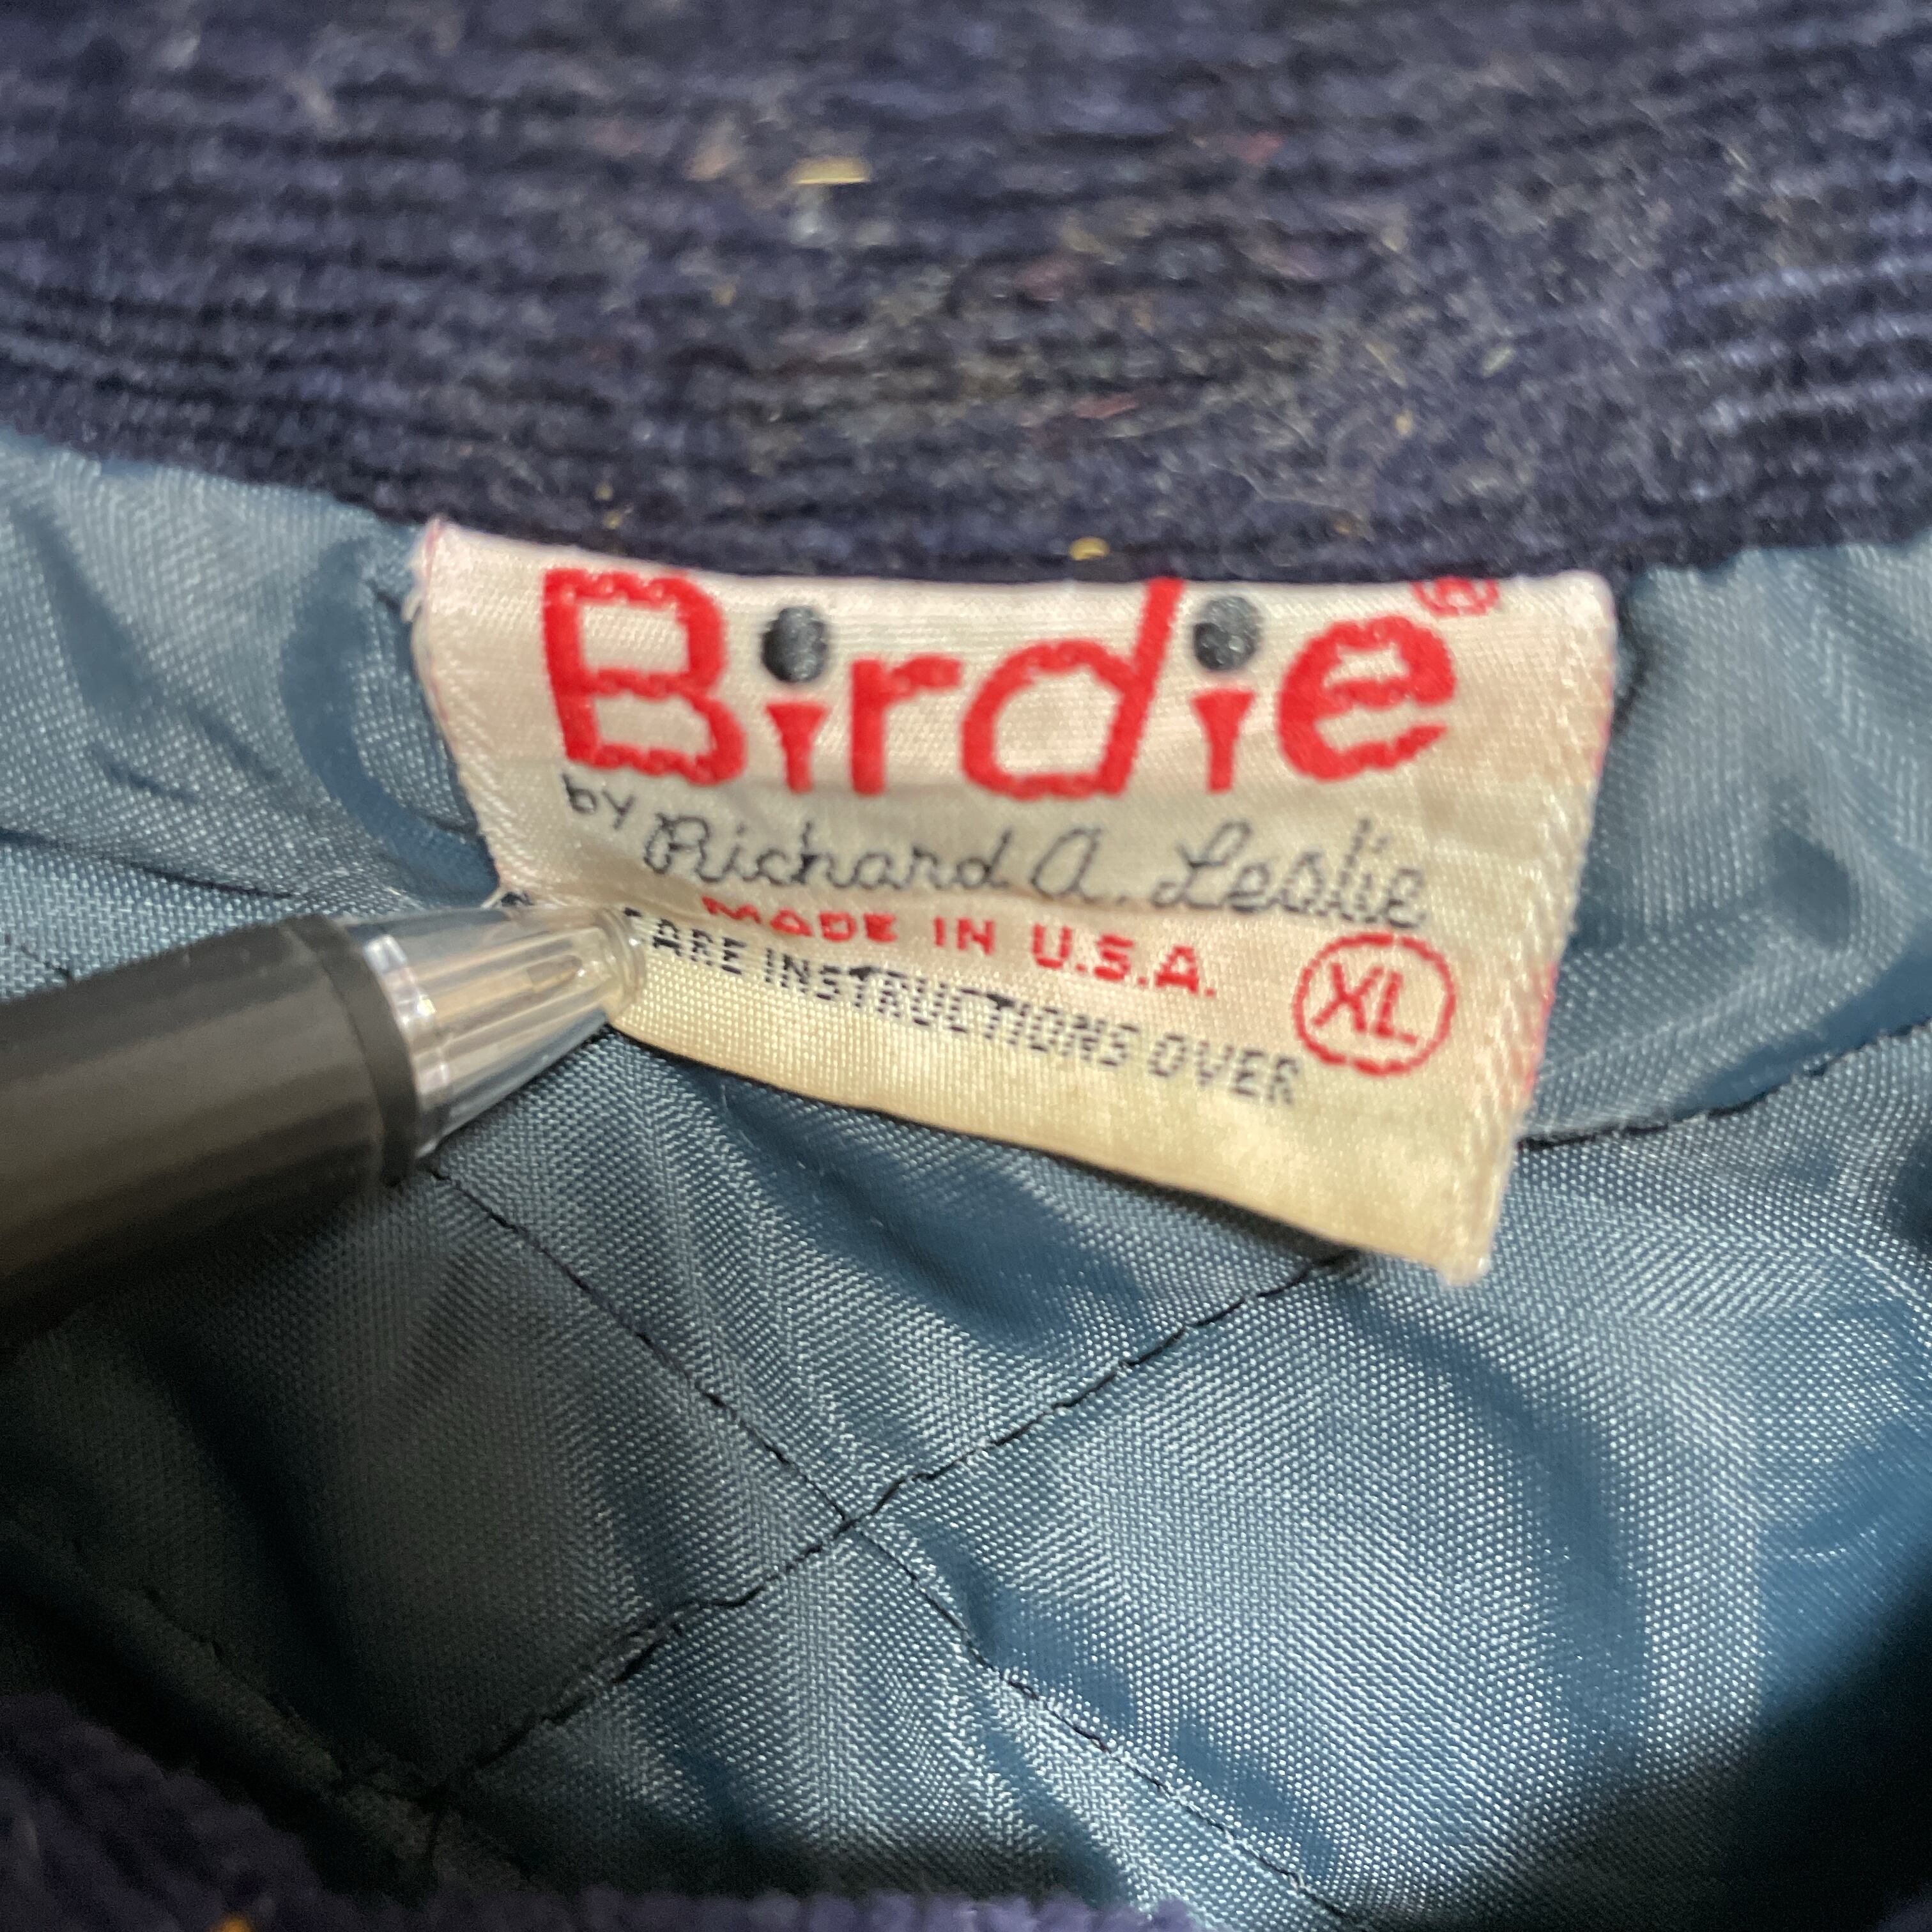 Birdie®
by Richard A. Leslie
MADE IN U.S.A.
XL
CARE INSTRUCTIONS OVER